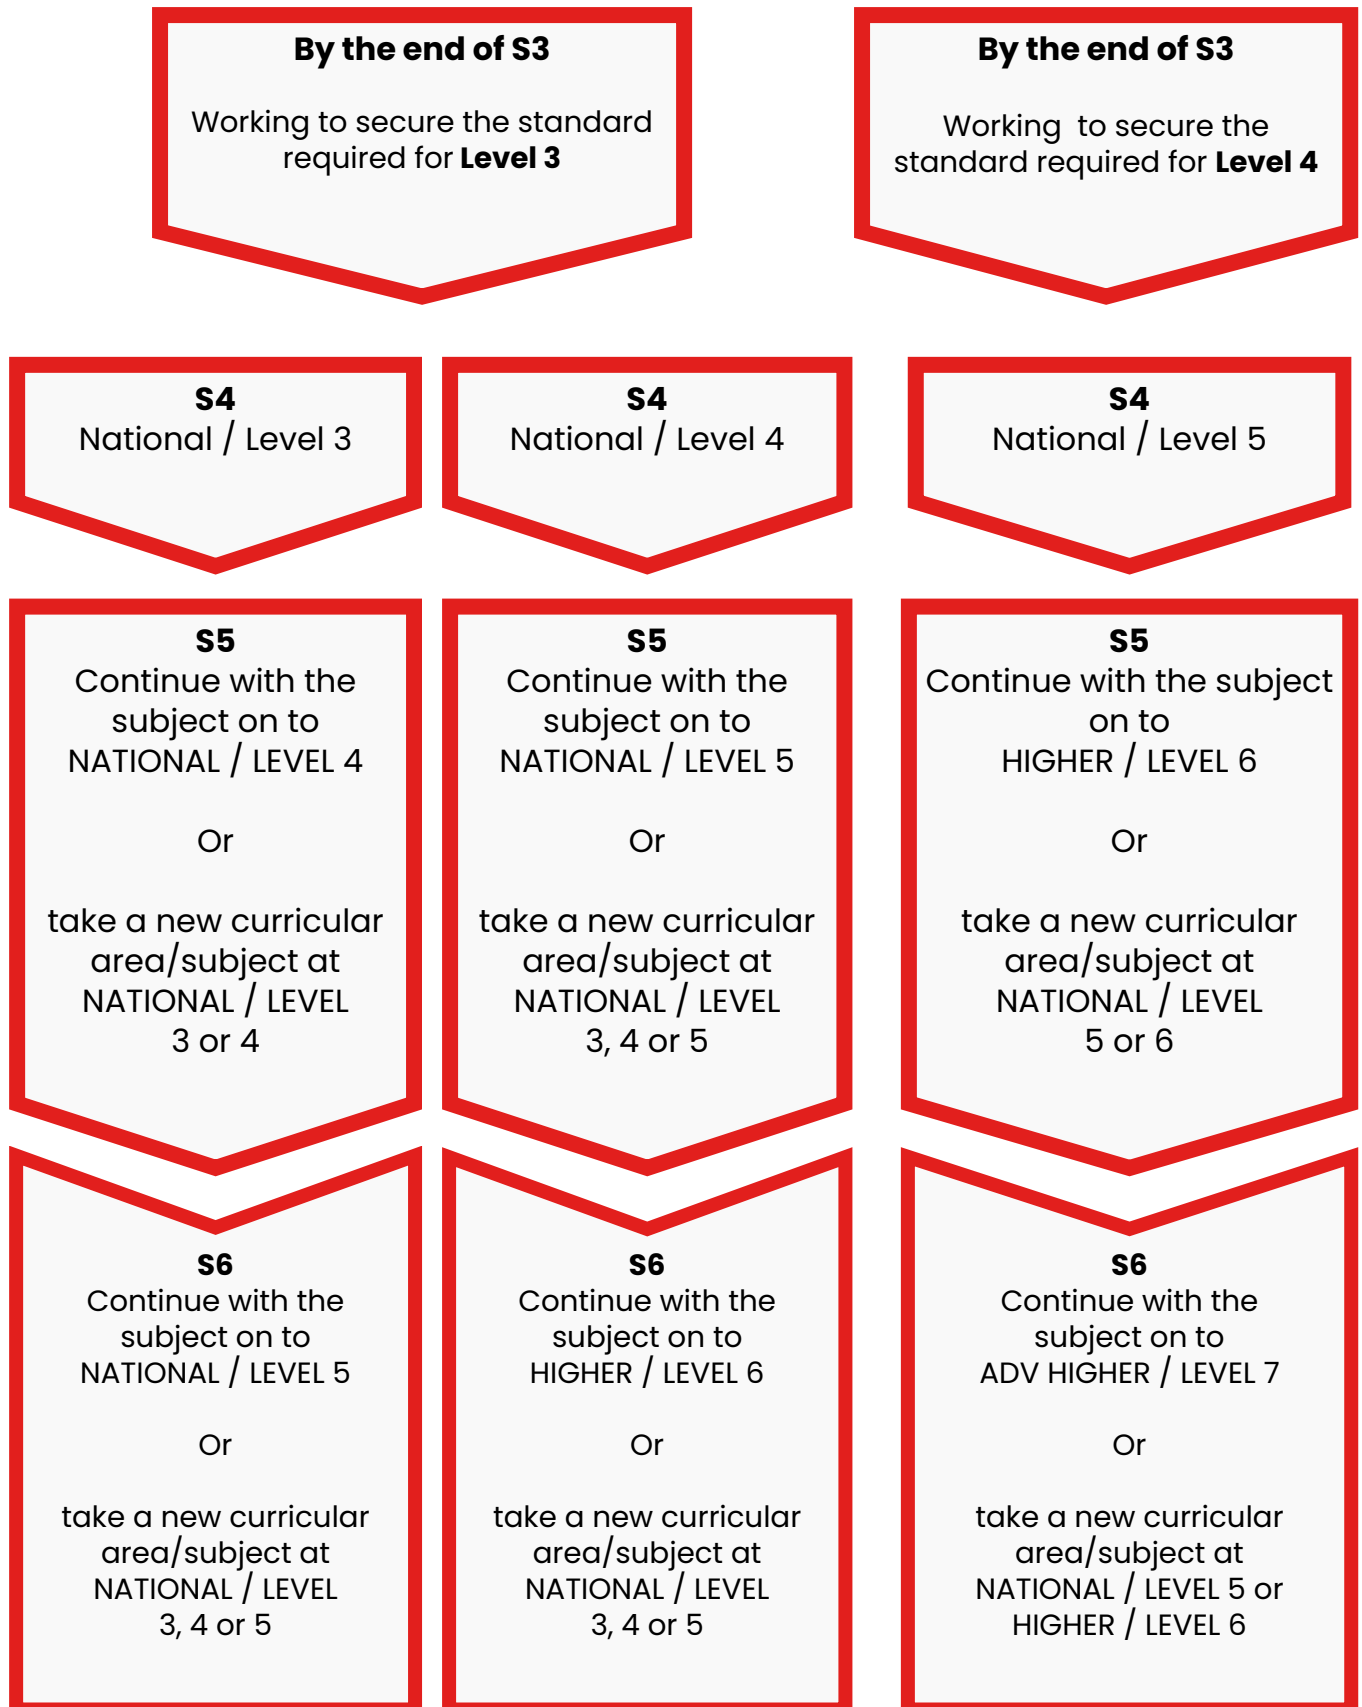 By the end of S3
Working to secure the standard
required for Level 3
By the end of S3
Working to secure the
standard required for Level 4
S4
National / Level 3
S4
National / Level 4
S4
National / Level 5
S5
Continue with the
subject on to
NATIONAL / LEVEL 4
Or
take a new curricular
area/subject at
NATIONAL / LEVEL
3 or 4
S5
Continue with the
subject on to
NATIONAL / LEVEL 5
Or
take a new curricular
area/subject at
NATIONAL / LEVEL
3, 4 or 5
S5
Continue with the subject
on to
HIGHER / LEVEL 6
Or
take a new curricular
area/subject at
NATIONAL / LEVEL
5 or 6
S6
Continue with the
subject on to
NATIONAL / LEVEL 5
Or
take a new curricular
area/subject at
NATIONAL / LEVEL
3, 4 or 5
S6
Continue with the
subject on to
HIGHER / LEVEL 6
Or
take a new curricular
area/subject at
NATIONAL / LEVEL
3, 4 or 5
S6
Continue with the
subject on to
ADV HIGHER / LEVEL 7
Or
take a new curricular
area/subject at
NATIONAL / LEVEL 5 or
HIGHER / LEVEL 6